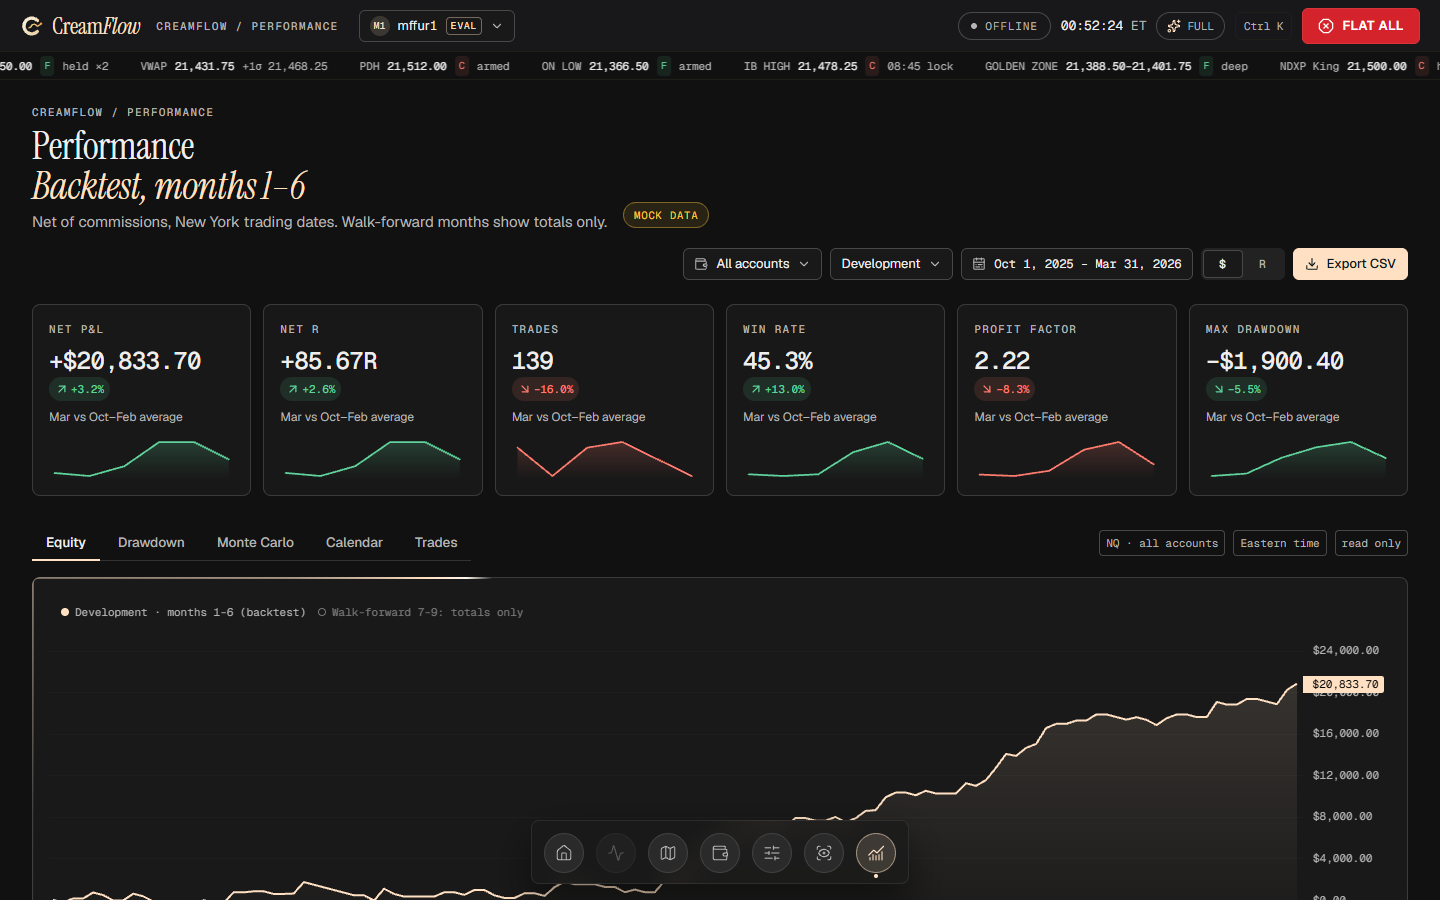 CreamFlow CREAMFLOW / PERFORMANCE M1 mffur1 EVAL OFFLINE 00:52:24 ET FULL Ctrl K FLAT ALL
50.00 F held ×2 VWAP 21,431.75 +1σ 21,468.25 PDH 21,512.00 C armed ON LOW 21,366.50 F armed IB HIGH 21,478.25 C 08:45 lock GOLDEN ZONE 21,388.50–21,401.75 F deep NDXP King 21,500.00 C
CREAMFLOW / PERFORMANCE
Performance
Backtest, months 1–6
Net of commissions, New York trading dates. Walk-forward months show totals only. MOCK DATA
All accounts Development Oct 1, 2025 – Mar 31, 2026 $ R Export CSV
NET P&L NET R TRADES WIN RATE PROFIT FACTOR MAX DRAWDOWN
+$20,833.70 +85.67R 139 45.3% 2.22 −$1,900.40
+3.2% +2.6% −16.0% +13.0% −8.3% −5.5%
Mar vs Oct–Feb average Mar vs Oct–Feb average Mar vs Oct–Feb average Mar vs Oct–Feb average Mar vs Oct–Feb average Mar vs Oct–Feb average
Equity Drawdown Monte Carlo Calendar Trades NQ · all accounts Eastern time read only
Development · months 1–6 (backtest) Walk-forward 7–9: totals only
$24,000.00
$20,833.70
$20,000.00
$16,000.00
$12,000.00
$8,000.00
$4,000.00
$0.00